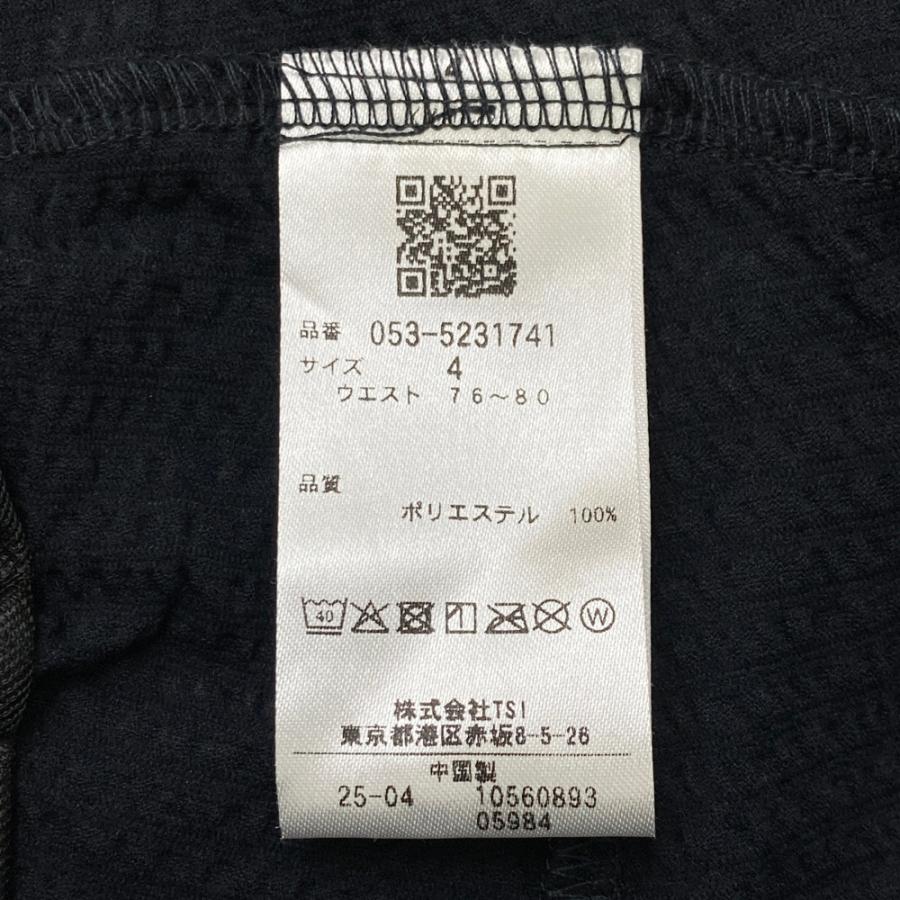 品番 053-5231741
サイズ 4
ウエスト 76～80
品質
ポリエステル 100%
40
W
株式会社TSI
東京都港区赤坂8-5-26
中国製
25-04 10560893
05984